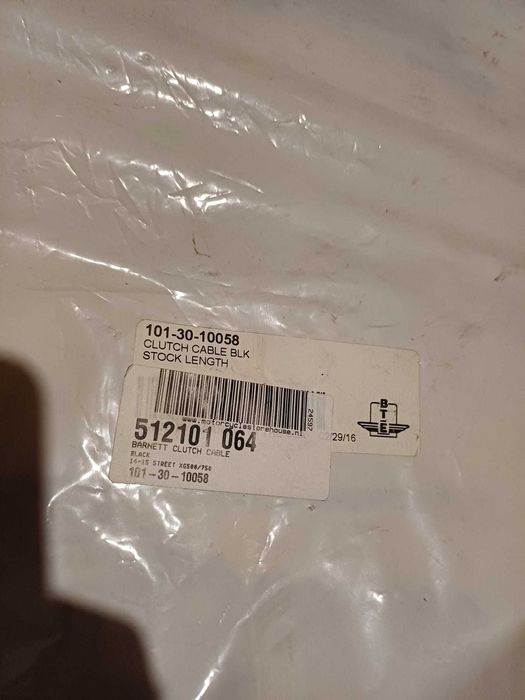 101-30-10058
CLUTCH CABLE BLK
STOCK LENGTH
29/16
BTE
24597
www.motorcyclestorehouse.nl
512101 064
BARNETT CLUTCH CABLE
BLACK
14-15 STREET XG500/750
101-30-10058